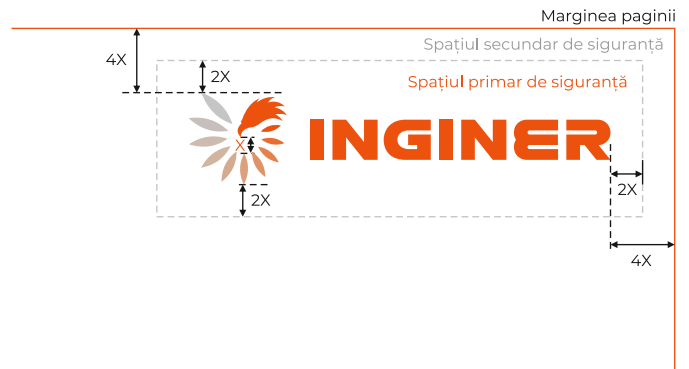 Marginea paginii
Spațiul secundar de siguranță
4X
2X
Spațiul primar de siguranță
INGINER
X
2X
2X
4X